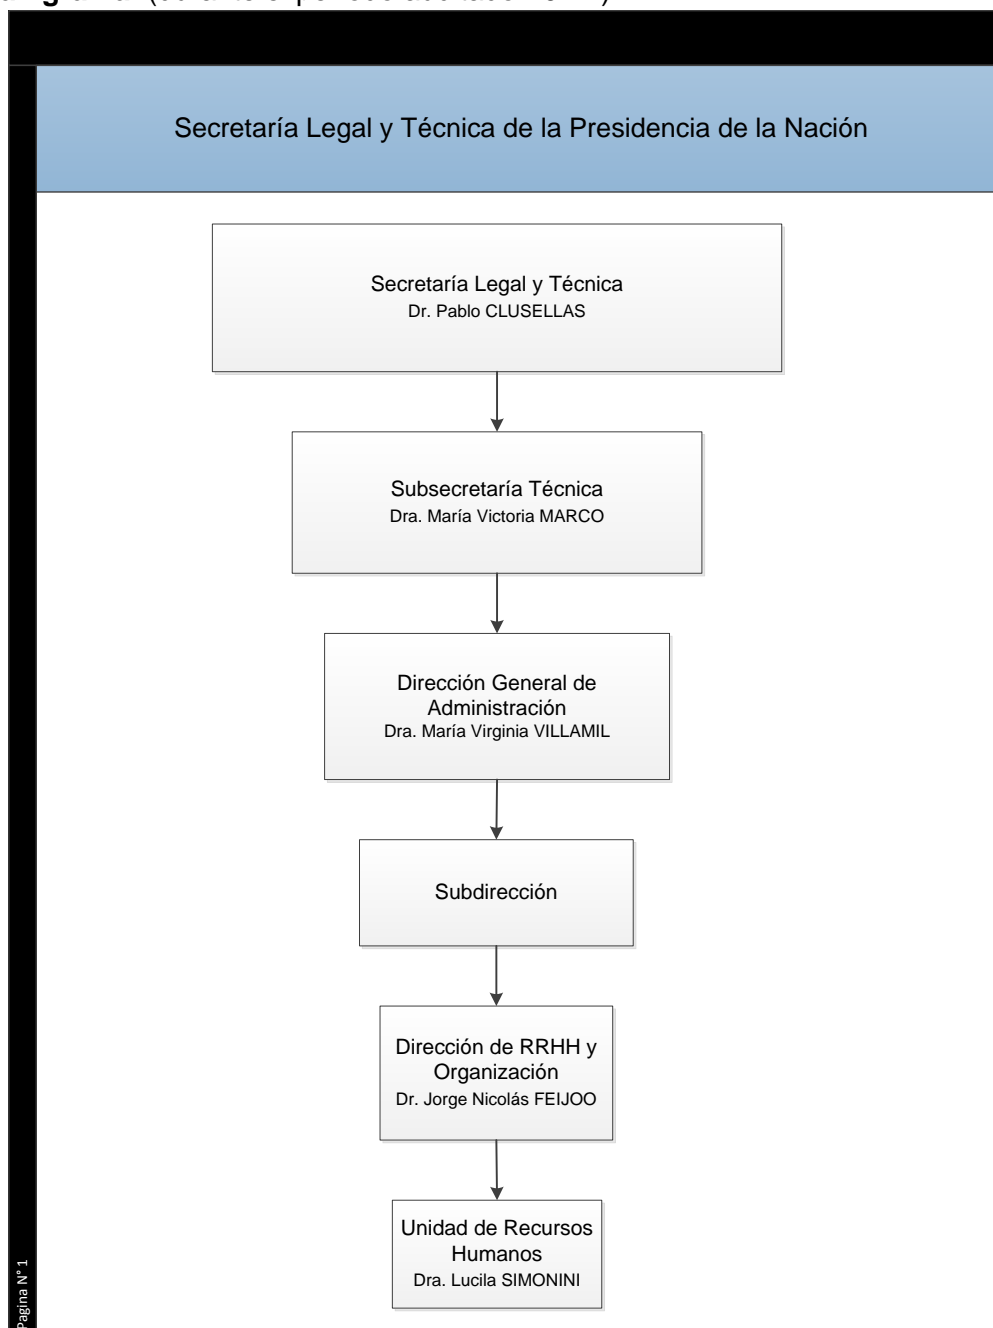 Secretaría Legal y Técnica de la Presidencia de la Nación
Secretaría Legal y Técnica
Dr. Pablo CLUSELLAS
Subsecretaría Técnica
Dra. María Victoria MARCO
Dirección General de
Administración
Dra. María Virginia VILLAMIL
Subdirección
Dirección de RRHH y
Organización
Dr. Jorge Nicolás FEIJOO
Unidad de Recursos
Humanos
Dra. Lucila SIMONINI
Pagina N° 1